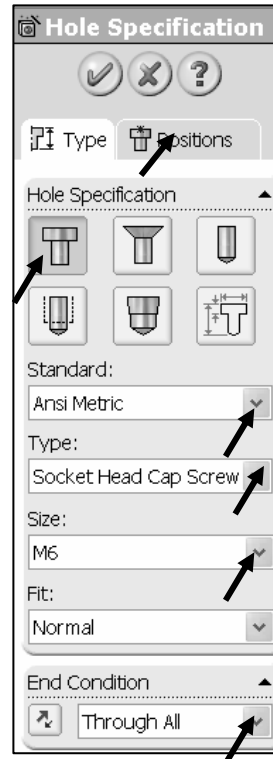 Hole Specification
?
Type Positions
Hole Specification
Standard:
Ansi Metric
Type:
Socket Head Cap Screw
Size:
M6
Fit:
Normal
End Condition
Through All